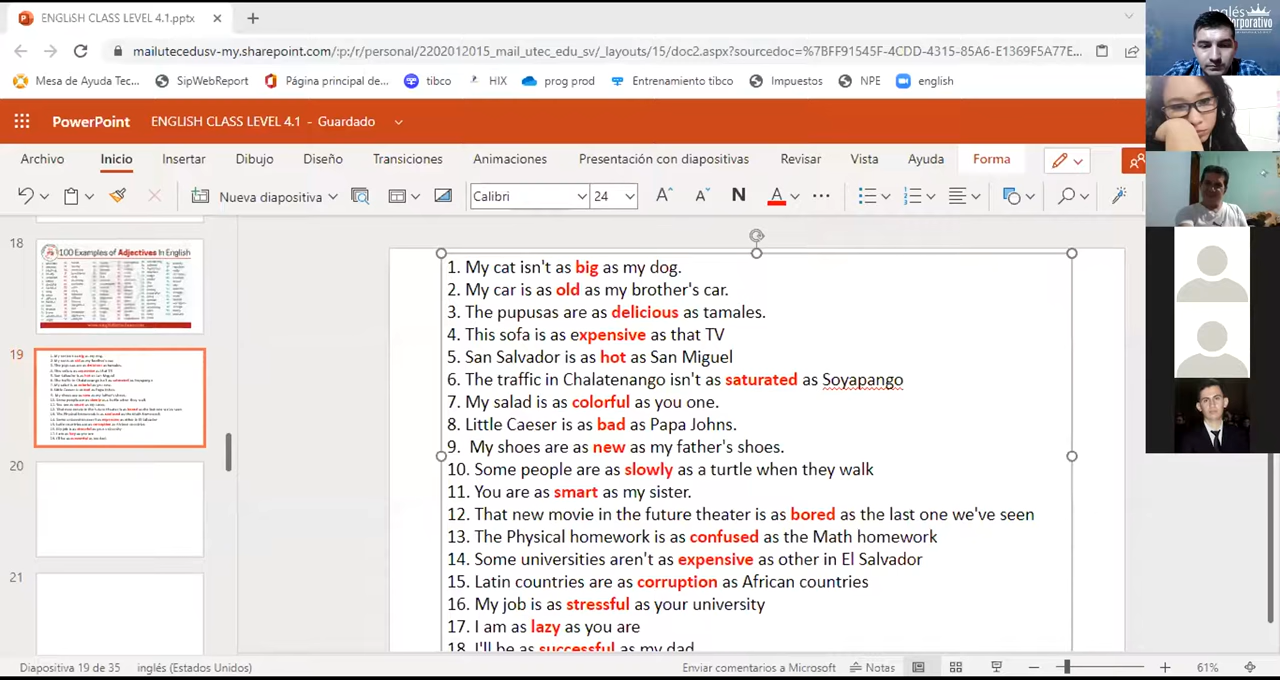 ENGLiSH CLASS LEVEL 4.1.pptx
mailutecedusv-my.sharepoint.com/:p:/r/personal/2202012015_mail_utec_edu_sv/_layouts/15/doc2.aspx?sourcedoc=%7BFF91545F-4CDD-4315-85A6-E1369F5A77E...
Inglés
corporativo
Mesa de Ayuda Tec... SipWebReport Página principal de... tibco HIX prog prod Entrenamiento tibco Impuestos NPE english
PowerPoint ENGLiSH CLASS LEVEL 4.1 - Guardado
Archivo Inicio Insertar Dibujo Diseño Transiciones Animaciones Presentación con diapositivas Revisar Vista Ayuda Forma
Nueva diapositiva Calibri 24 A A N A
18
100 Examples of Adjectives In English
19
20
21
1. My cat isn't as big as my dog.
2. My car is as old as my brother's car.
3. The pupusas are as delicious as tamales.
4. This sofa is as expensive as that TV
5. San Salvador is as hot as San Miguel
6. The traffic in Chalatenango isn't as saturated as Soyapango
7. My salad is as colorful as you one.
8. Little Caeser is as bad as Papa Johns.
9. My shoes are as new as my father's shoes.
10. Some people are as slowly as a turtle when they walk
11. You are as smart as my sister.
12. That new movie in the future theater is as bored as the last one we've seen
13. The Physical homework is as confused as the Math homework
14. Some universities aren't as expensive as other in El Salvador
15. Latin countries are as corruption as African countries
16. My job is as stressful as your university
17. I am as lazy as you are
18. I'll be as successful as my dad
Diapositiva 19 de 35 inglés (Estados Unidos) Enviar comentarios a Microsoft Notas 61%